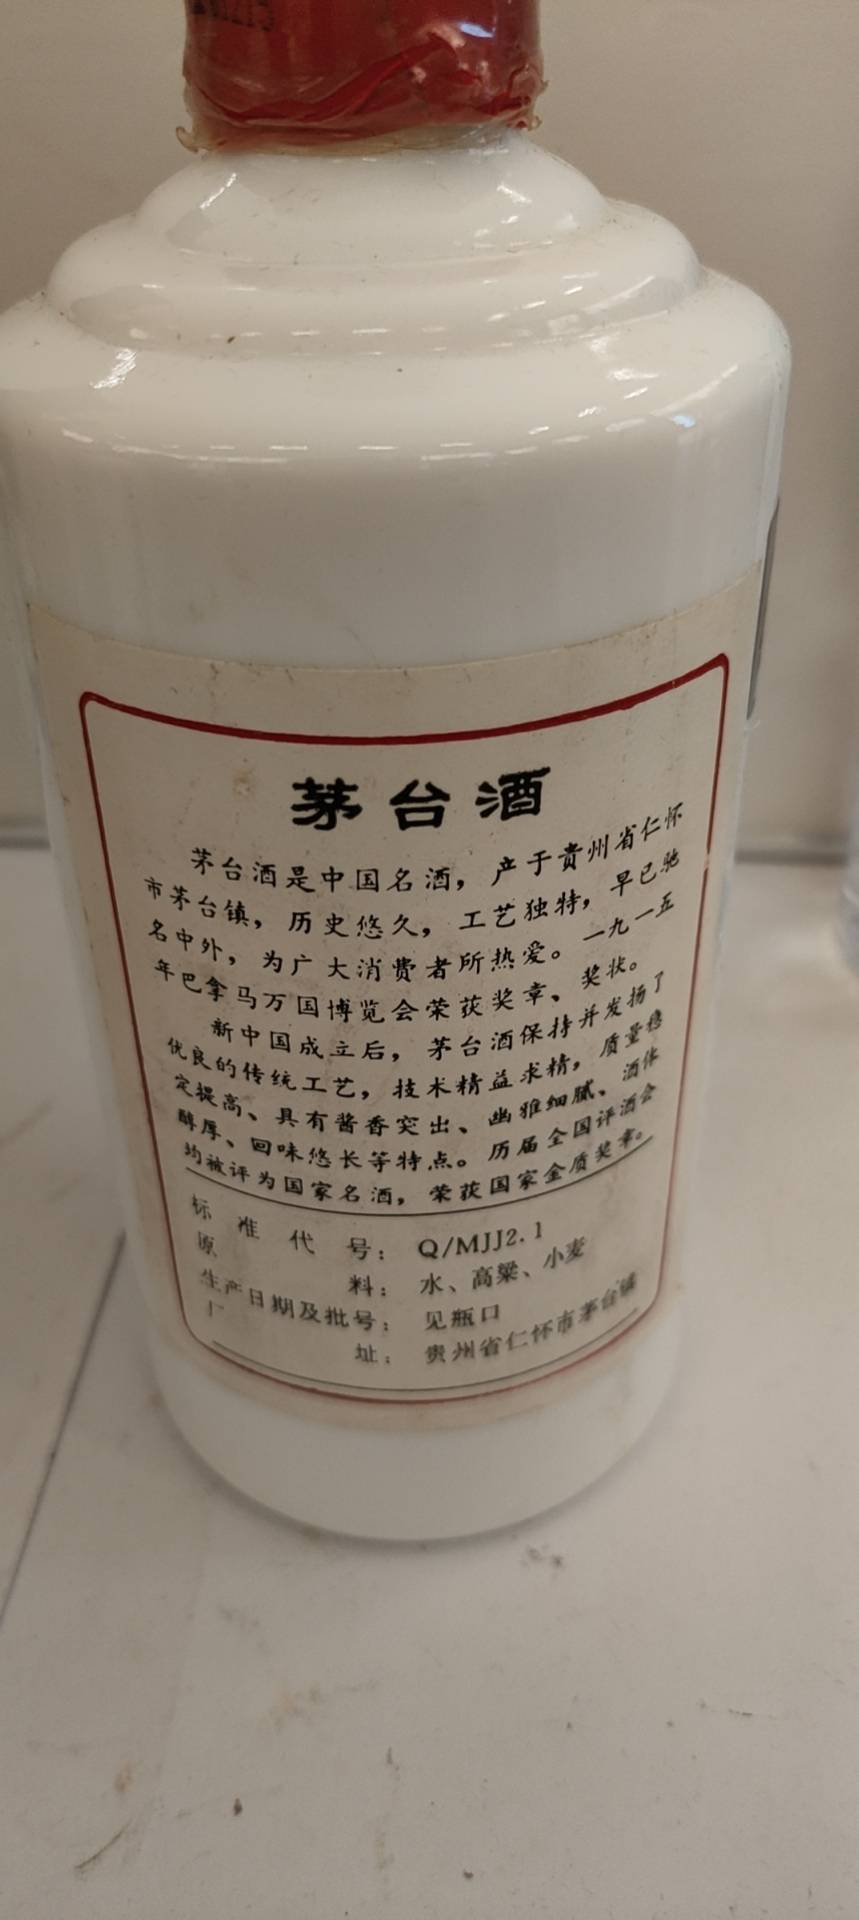 茅台酒
茅台酒是中国名酒，产于贵州省仁怀
市茅台镇，历史悠久，工艺独特，早已驰
名中外，为广大消费者所热爱。一九一五
年巴拿马万国博览会荣获奖章、奖状。
新中国成立后，茅台酒保持并发扬了
优良的传统工艺，技术精益求精，质量稳
定提高、具有酱香突出、幽雅细腻、酒体
醇厚、回味悠长等特点。历届全国评酒会
均被评为国家名酒，荣获国家金质奖章。
标准代号：Q/MJJ2.1
原料：水、高粱、小麦
生产日期及批号：见瓶口
厂址：贵州省仁怀市茅台镇